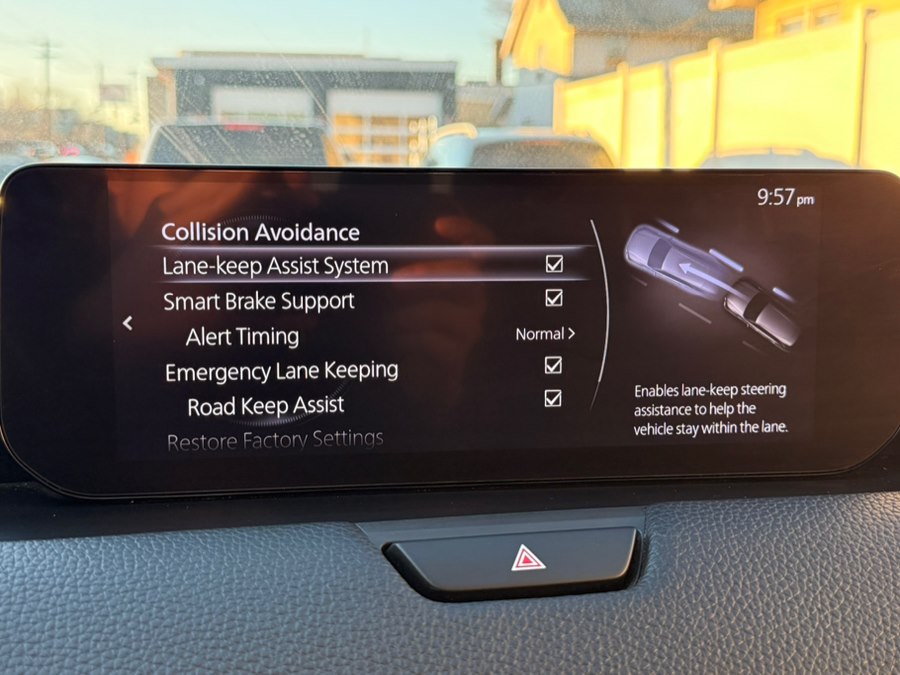 9:57 pm
Collision Avoidance
Lane-keep Assist System
Smart Brake Support
Alert Timing Normal >
Emergency Lane Keeping
Road Keep Assist
Restore Factory Settings
Enables lane-keep steering
assistance to help the
vehicle stay within the lane.